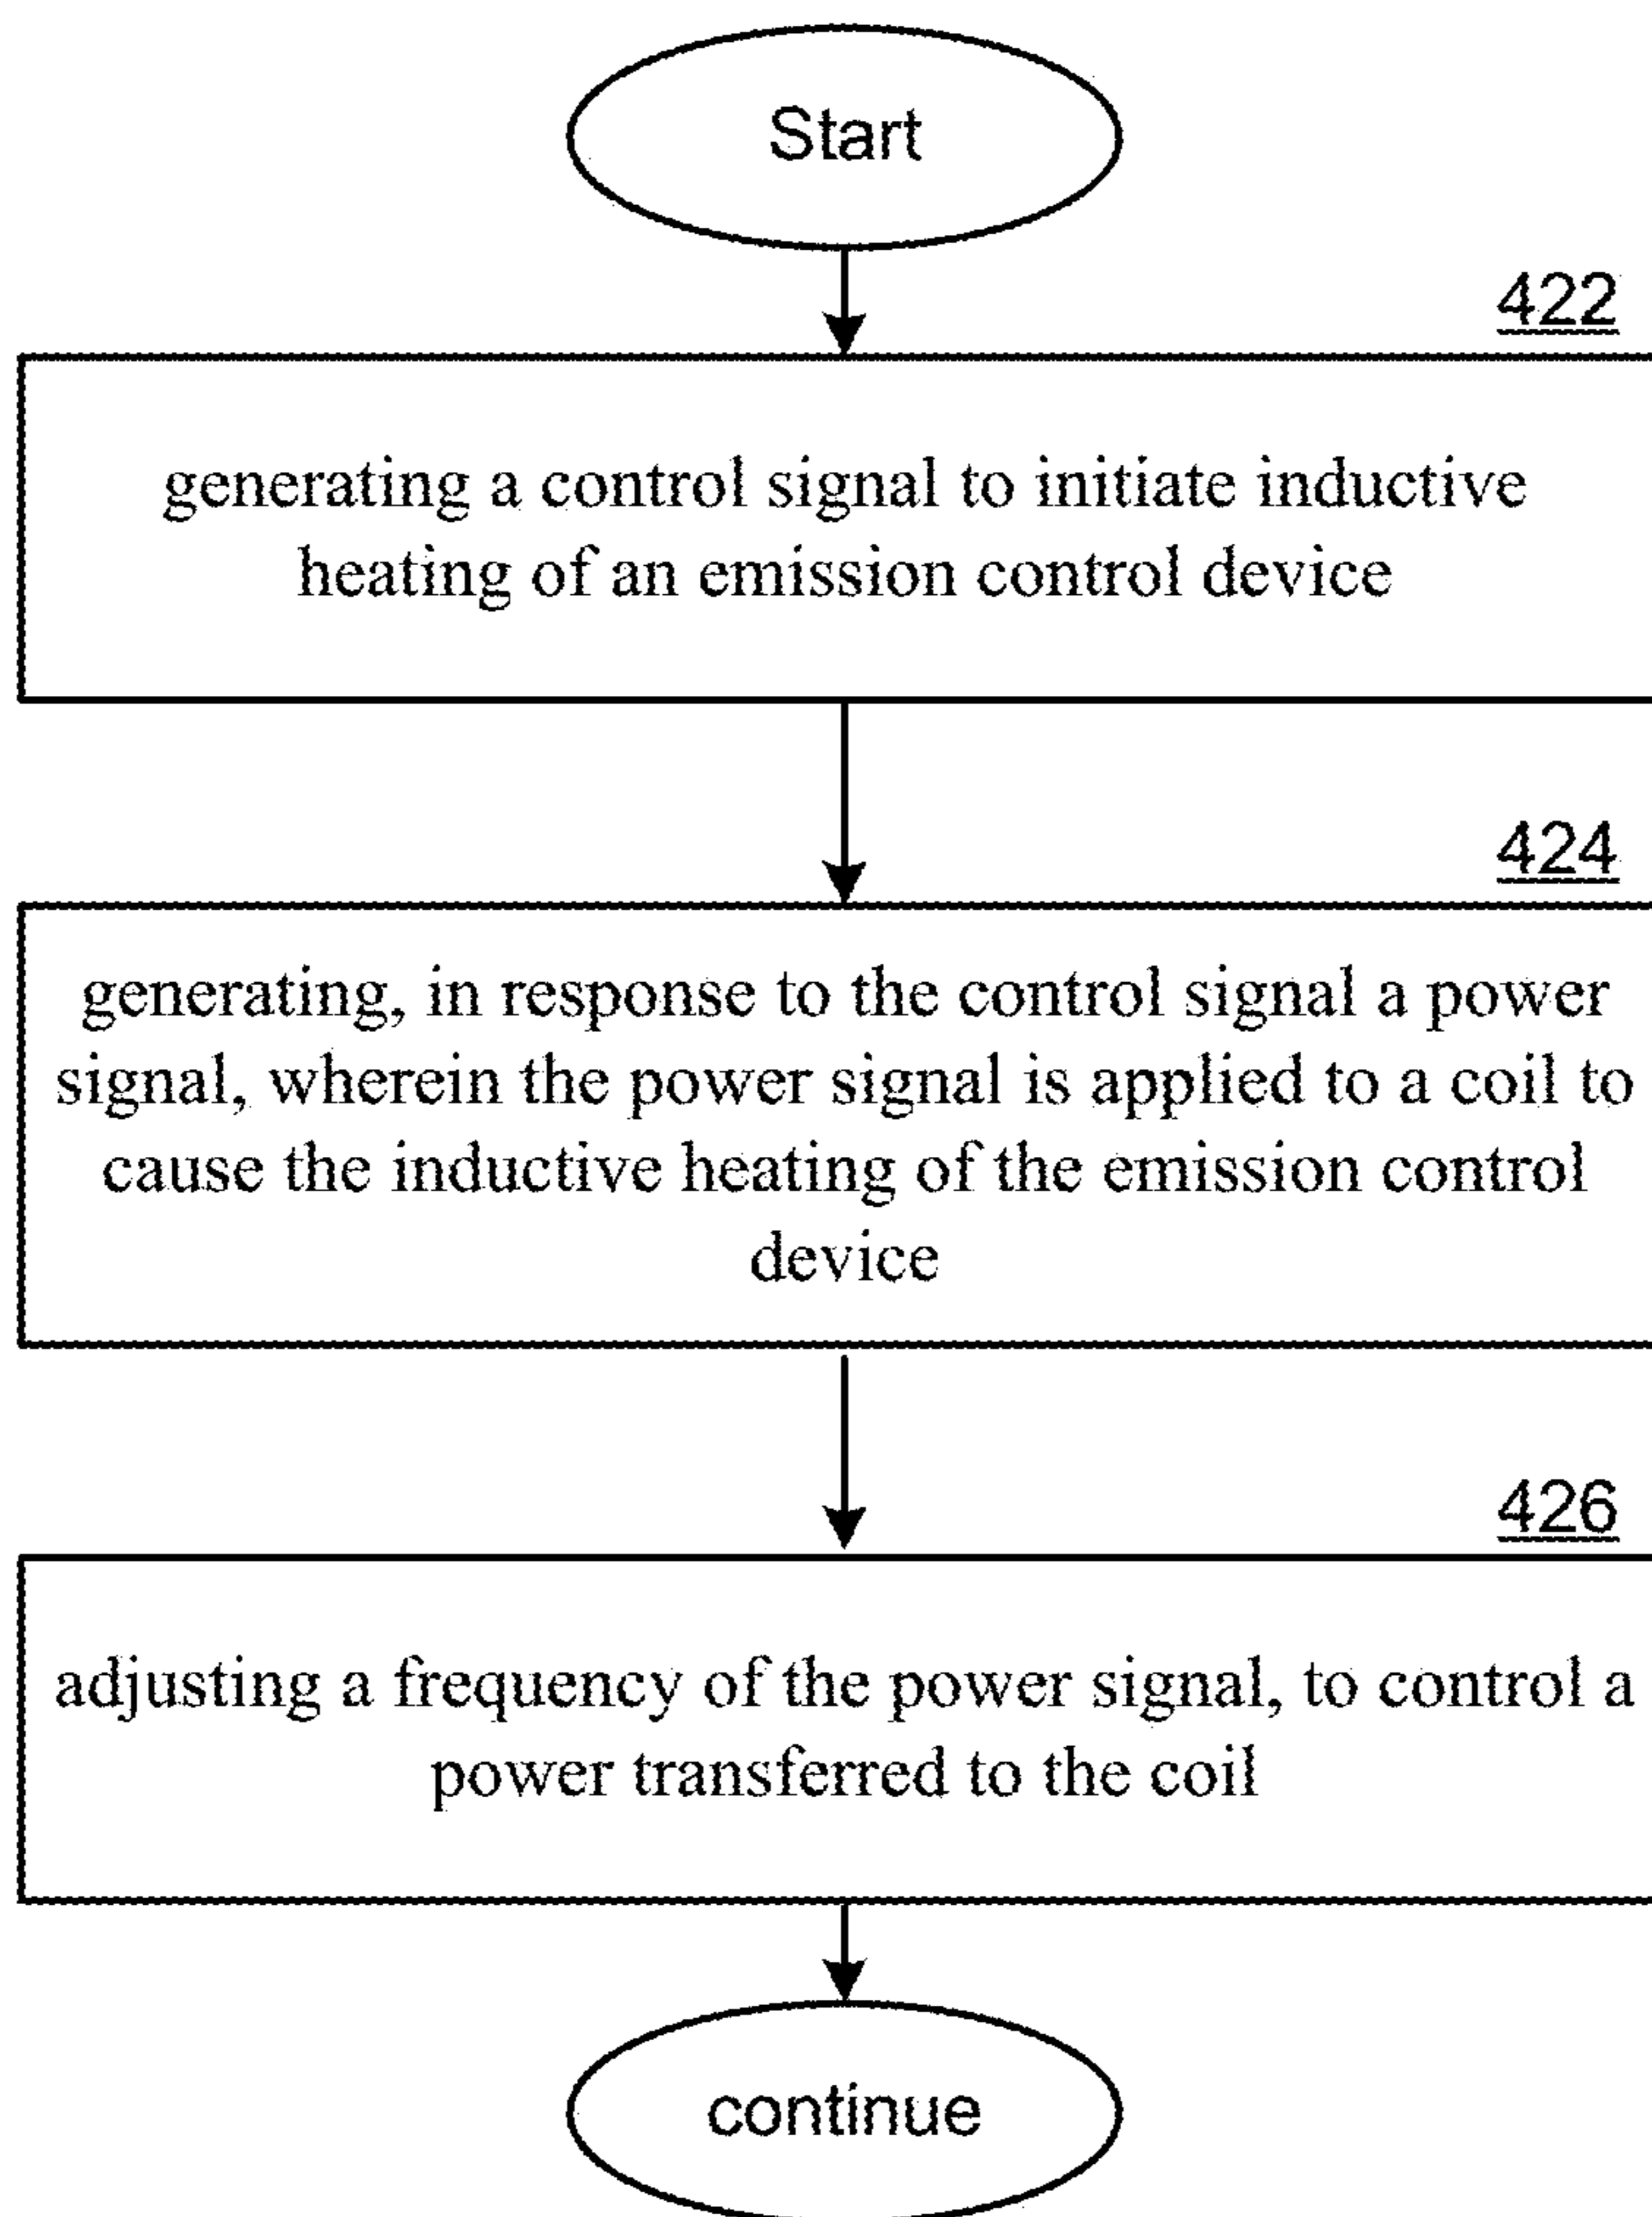 Start
422
generating a control signal to initiate inductive
heating of an emission control device
424
generating, in response to the control signal a power
signal, wherein the power signal is applied to a coil to
cause the inductive heating of the emission control
device
426
adjusting a frequency of the power signal, to control a
power transferred to the coil
continue